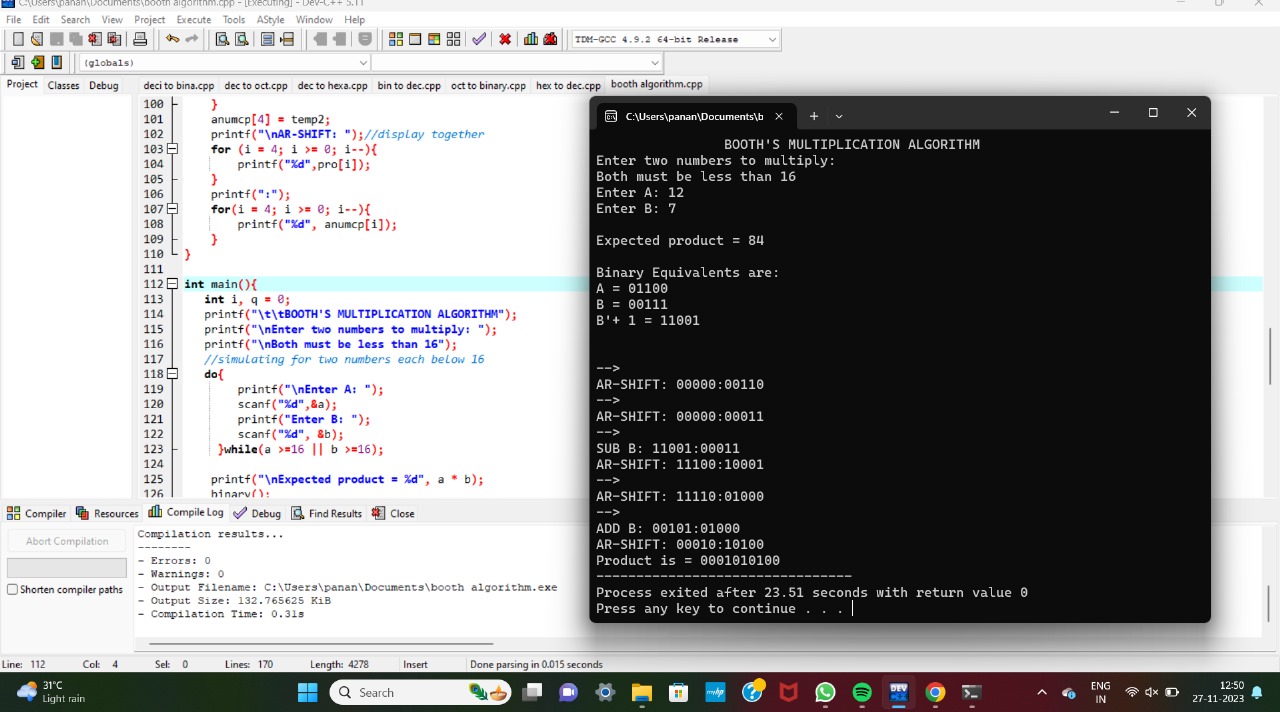 C:\Users\panan\Documents\booth algorithm.cpp - [Executing] - Dev-C++ 5.11
File Edit Search View Project Execute Tools AStyle Window Help
TDM-GCC 4.9.2 64-bit Release
(globals)
Project Classes Debug
deci to bina.cpp dec to oct.cpp dec to hexa.cpp bin to dec.cpp oct to binary.cpp hex to dec.cpp booth algorithm.cpp
100 }
101 anumcp[4] = temp2;
102 printf("\nAR-SHIFT: ");//display together
103 for (i = 4; i >= 0; i--){
104 printf("%d",pro[i]);
105 }
106 printf(":");
107 for(i = 4; i >= 0; i--){
108 printf("%d", anumcp[i]);
109 }
110 }
111
112 int main(){
113 int i, q = 0;
114 printf("\t\tBOOTH'S MULTIPLICATION ALGORITHM");
115 printf("\nEnter two numbers to multiply: ");
116 printf("\nBoth must be less than 16");
117 //simulating for two numbers each below 16
118 do{
119 printf("\nEnter A: ");
120 scanf("%d",&a);
121 printf("Enter B: ");
122 scanf("%d", &b);
123 }while(a >=16 || b >=16);
124
125 printf("\nExpected product = %d", a * b);
126 binary();
C:\Users\panan\Documents\b
BOOTH'S MULTIPLICATION ALGORITHM
Enter two numbers to multiply:
Both must be less than 16
Enter A: 12
Enter B: 7
Expected product = 84
Binary Equivalents are:
A = 01100
B = 00111
B'+ 1 = 11001
-->
AR-SHIFT: 00000:00110
-->
AR-SHIFT: 00000:00011
-->
SUB B: 11001:00011
AR-SHIFT: 11100:10001
-->
AR-SHIFT: 11110:01000
-->
ADD B: 00101:01000
AR-SHIFT: 00010:10100
Product is = 0001010100
--------------------------------
Process exited after 23.51 seconds with return value 0
Press any key to continue . . .
Compiler Resources Compile Log Debug Find Results Close
Abort Compilation
Shorten compiler paths
Compilation results...
--------
- Errors: 0
- Warnings: 0
- Output Filename: C:\Users\panan\Documents\booth algorithm.exe
- Output Size: 132.765625 KiB
- Compilation Time: 0.31s
Line: 112 Col: 4 Sel: 0 Lines: 170 Length: 4278 Insert Done parsing in 0.015 seconds
31°C
Light rain
Search
DEV
ENG
IN
12:50
27-11-2023